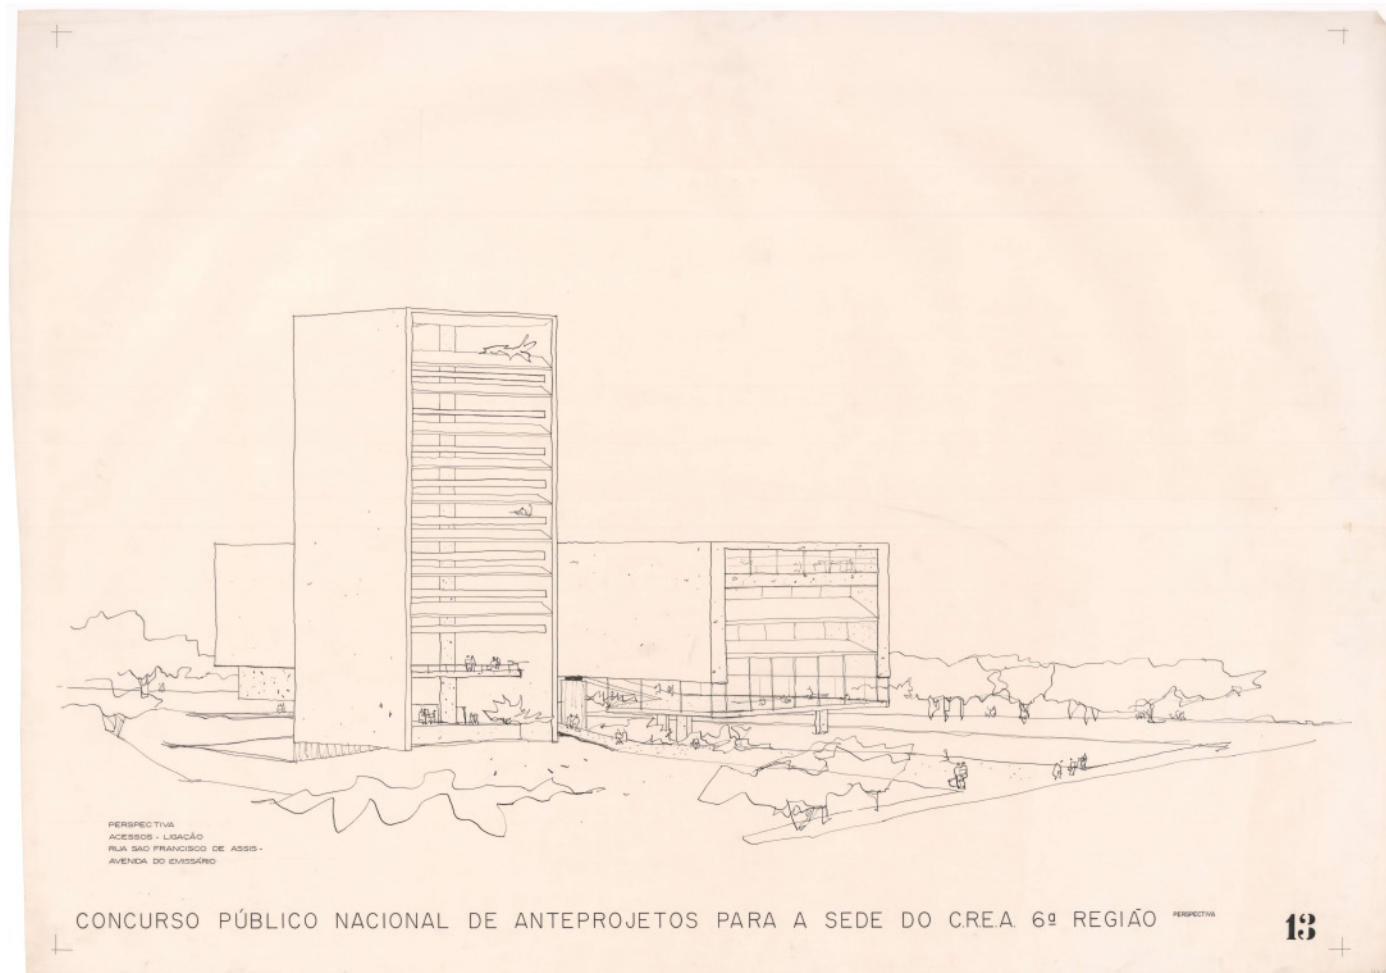 PERSPECTIVA
ACESSOS - LIGAÇÃO
RUA SAO FRANCISCO DE ASSIS -
AVENIDA DO EMISSÁRIO
CONCURSO PÚBLICO NACIONAL DE ANTEPROJETOS PARA A SEDE DO C.R.E.A. 6ª REGIÃO PERSPECTIVA 13